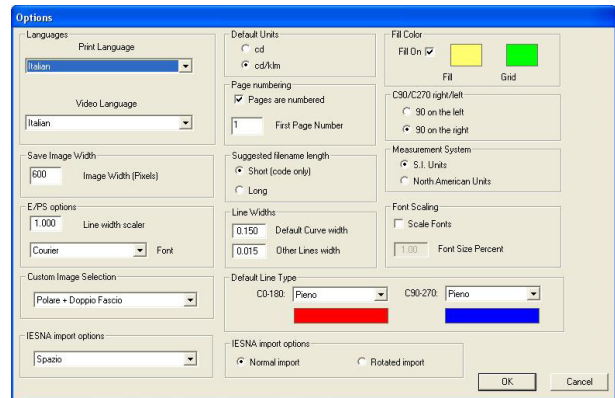 Options
Languages
Print Language
Italian
Video Language
Italian
Save Image Width
600 Image Width (Pixels)
E/PS options
1.000 Line width scaler
Courier Font
Custom Image Selection
Polare + Doppio Fascio
IESNA import options
Spazio
Default Units
cd
cd/klm
Page numbering
Pages are numbered
1 First Page Number
Suggested filename length
Short (code only)
Long
Line Widths
0.150 Default Curve width
0.015 Other Lines width
Fill Color
Fill On
Fill Grid
C90/C270 right/left
90 on the left
90 on the right
Measurement System
S.I. Units
North American Units
Font Scaling
Scale Fonts
1.00 Font Size Percent
Default Line Type
C0-180: Pieno C90-270: Pieno
IESNA import options
Normal import Rotated import
OK Cancel